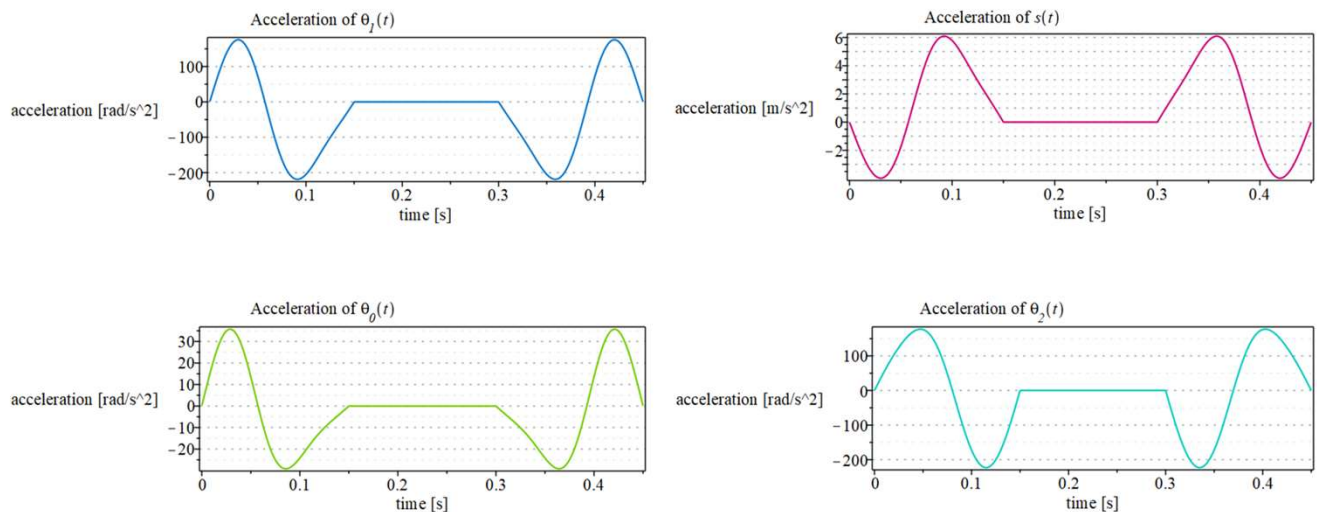 Acceleration of θ₁(t)
100
0
−100
−200
acceleration [rad/s^2]
0 0.1 0.2 0.3 0.4
time [s]
Acceleration of s(t)
6
4
2
0
−2
acceleration [m/s^2]
0 0.1 0.2 0.3 0.4
time [s]
Acceleration of θ₀(t)
30
20
10
0
−10
−20
acceleration [rad/s^2]
0 0.1 0.2 0.3 0.4
time [s]
Acceleration of θ₂(t)
100
0
−100
−200
acceleration [rad/s^2]
0 0.1 0.2 0.3 0.4
time [s]